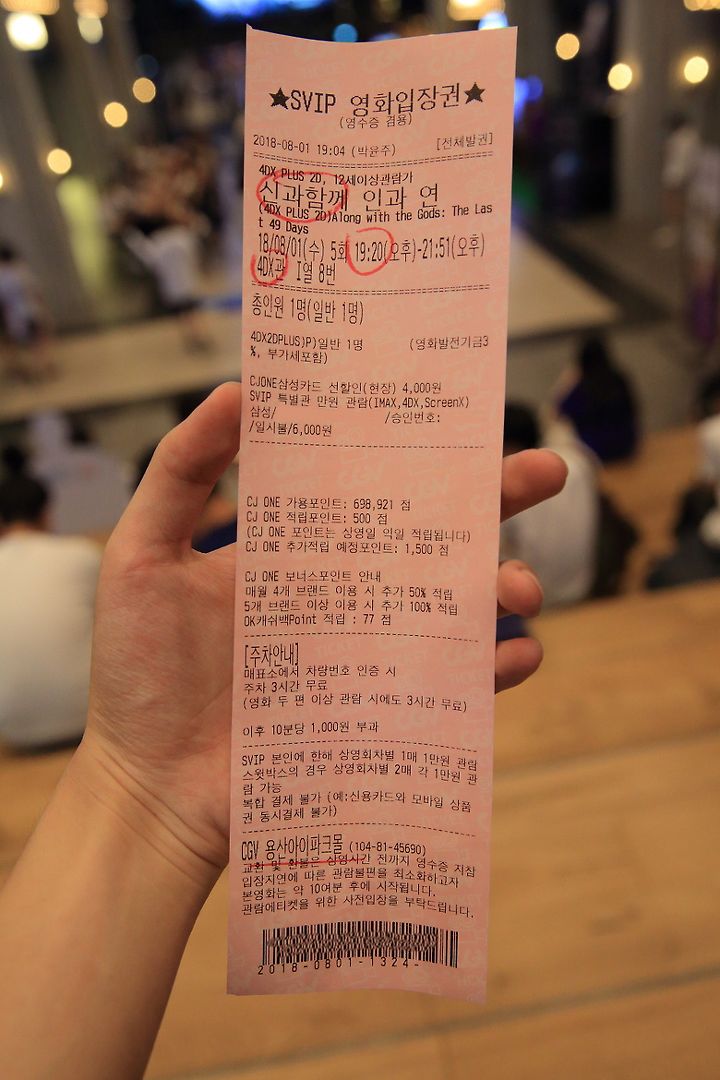 ★SVIP 영화입장권★
(영수증 겸용)
2018-08-01 19:04 (박윤주) [전체발권]
4DX PLUS 2D, 12세이상관람가
신과함께 인과 연
(4DX PLUS 2D)Along with the Gods: The Las
t 49 Days
18/08/01(수) 5회 19:20(오후)-21:51(오후)
4DX관 I열 8번
총인원 1명(일반 1명)
4DX2DPLUS)P)일반 1명 (영화발전기금3
%, 부가세포함)
CJONE삼성카드 선할인(현장) 4,000원
SVIP 특별관 만원 관람(IMAX,4DX,ScreenX)
삼성/ /승인번호:
/일시불/6,000원
CJ ONE 가용포인트: 698,921 점
CJ ONE 적립포인트: 500 점
(CJ ONE 포인트는 상영일 익일 적립됩니다)
CJ ONE 추가적립 예정포인트: 1,500 점
CJ ONE 보너스포인트 안내
매월 4개 브랜드 이용 시 추가 50% 적립
5개 브랜드 이상 이용 시 추가 100% 적립
OK캐쉬백Point 적립 : 77 점
[주차안내]
매표소에서 차량번호 인증 시
주차 3시간 무료
(영화 두 편 이상 관람 시에도 3시간 무료)
이후 10분당 1,000원 부과
SVIP 본인에 한해 상영회차별 1매 1만원 관람
스윗박스의 경우 상영회차별 2매 각 1만원 관
람 가능
복합 결제 불가 (예:신용카드와 모바일 상품
권 동시결제 불가)
CGV 용산아이파크몰 (104-81-45690)
교환 및 환불은 상영시간 전까지 영수증 지참
입장지연에 따른 관람불편을 최소화하고자
본영화는 약 10여분 후에 시작됩니다.
관람에티켓을 위한 사전입장을 부탁드립니다.
2018-0801-1324-